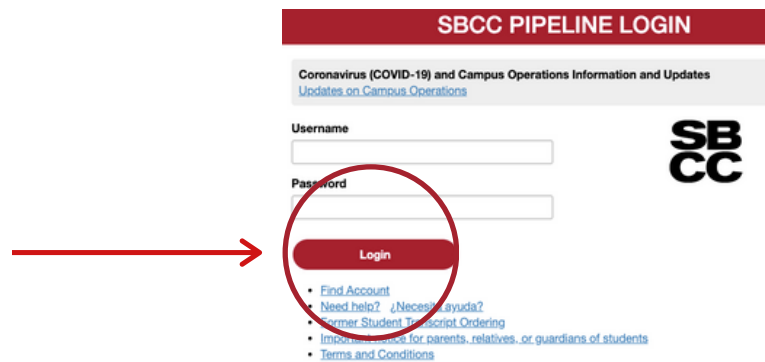 SBCC PIPELINE LOGIN
Coronavirus (COVID-19) and Campus Operations Information and Updates
Updates on Campus Operations
Username
SB
CC
Password
Login
Find Account
Need help? ¿Necesita ayuda?
Former Student Transcript Ordering
Important notice for parents, relatives, or guardians of students
Terms and Conditions